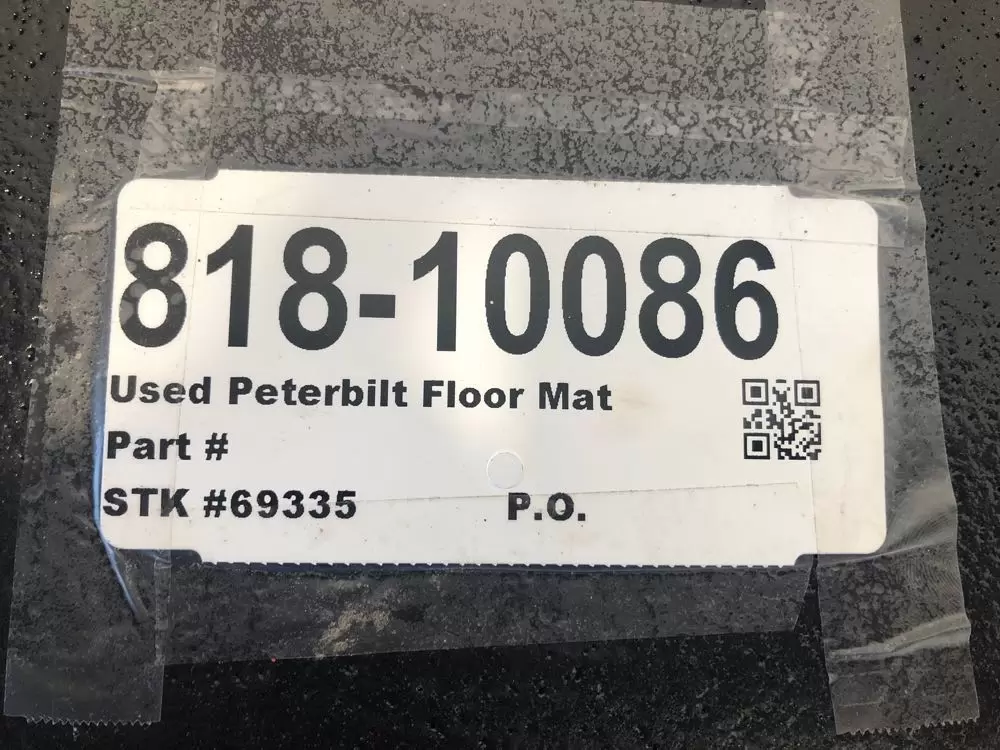 818-10086
Used Peterbilt Floor Mat
Part #
STK #69335 P.O.